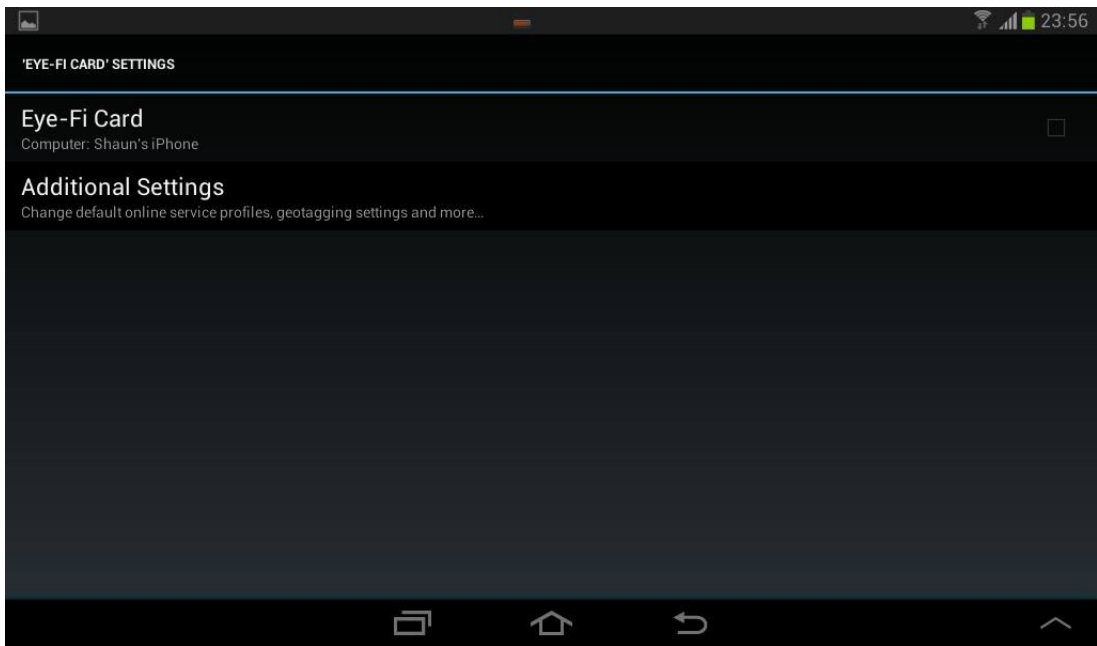 23:56
'EYE-FI CARD' SETTINGS
Eye-Fi Card
Computer: Shaun's iPhone
Additional Settings
Change default online service profiles, geotagging settings and more...